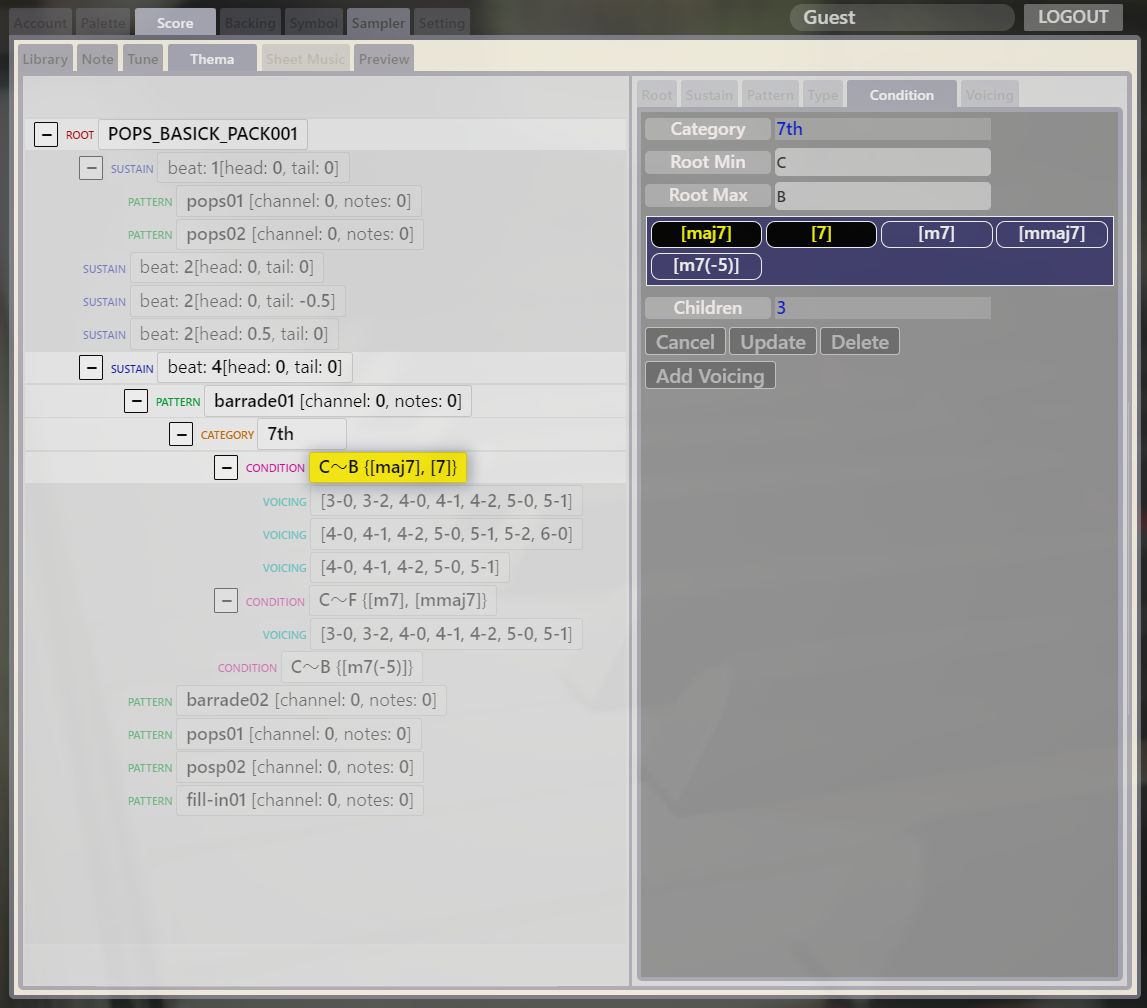 Account Palette Score Backing Symbol Sampler Setting Guest LOGOUT
Library Note Tune Thema Sheet Music Preview
Root Sustain Pattern Type Condition Voicing
ROOT POPS_BASICK_PACK001
SUSTAIN beat: 1[head: 0, tail: 0]
PATTERN pops01 [channel: 0, notes: 0]
PATTERN pops02 [channel: 0, notes: 0]
SUSTAIN beat: 2[head: 0, tail: 0]
SUSTAIN beat: 2[head: 0, tail: -0.5]
SUSTAIN beat: 2[head: 0.5, tail: 0]
SUSTAIN beat: 4[head: 0, tail: 0]
PATTERN barrade01 [channel: 0, notes: 0]
CATEGORY 7th
CONDITION C～B {[maj7], [7]}
VOICING [3-0, 3-2, 4-0, 4-1, 4-2, 5-0, 5-1]
VOICING [4-0, 4-1, 4-2, 5-0, 5-1, 5-2, 6-0]
VOICING [4-0, 4-1, 4-2, 5-0, 5-1]
CONDITION C～F {[m7], [mmaj7]}
VOICING [3-0, 3-2, 4-0, 4-1, 4-2, 5-0, 5-1]
CONDITION C～B {[m7(-5)]}
PATTERN barrade02 [channel: 0, notes: 0]
PATTERN pops01 [channel: 0, notes: 0]
PATTERN posp02 [channel: 0, notes: 0]
PATTERN fill-in01 [channel: 0, notes: 0]
Category 7th
Root Min C
Root Max B
[maj7] [7] [m7] [mmaj7]
[m7(-5)]
Children 3
Cancel Update Delete
Add Voicing